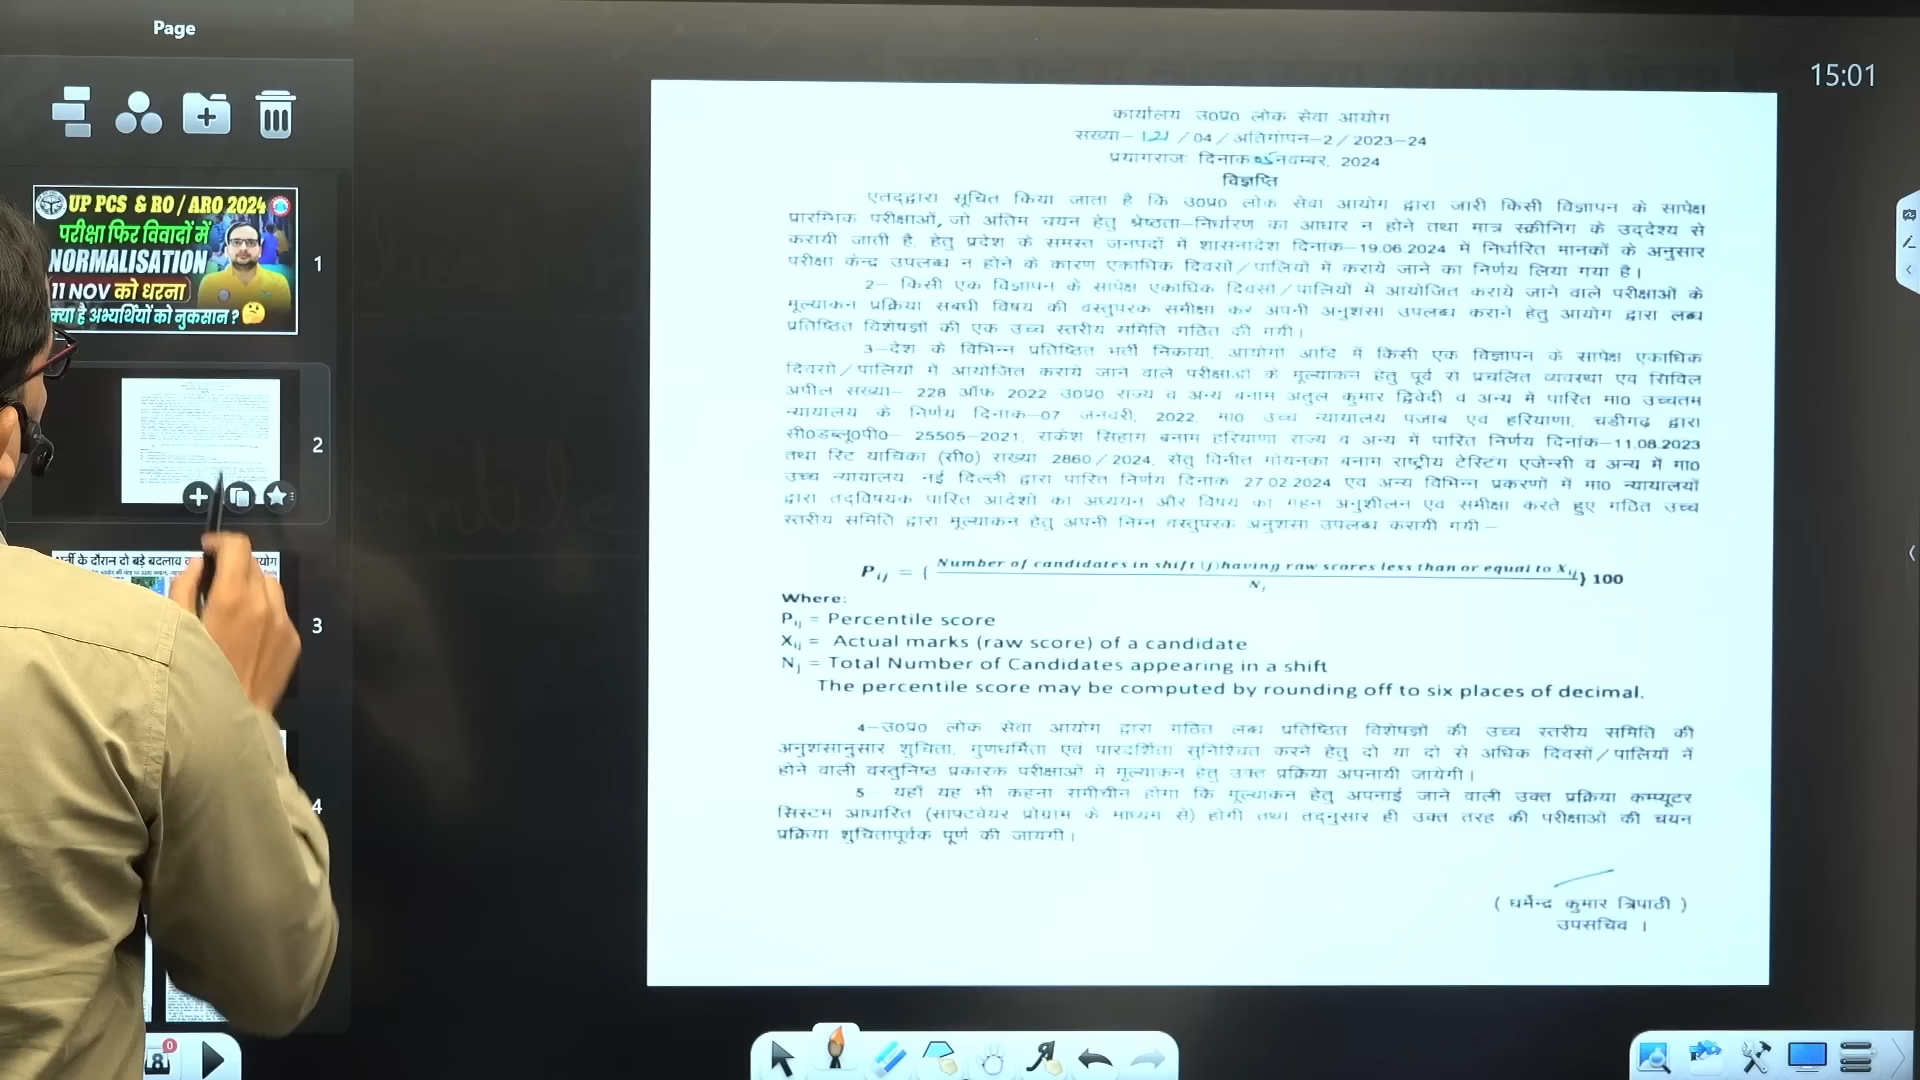 Page
15:01
UP PCS & RO / ARO 2024
परीक्षा फिर विवादों में
NORMALISATION
11 NOV को धरना
क्या है अभ्यर्थियों को नुकसान ?
1
2
3
4
भर्ती के दौरान दो बड़े बदलाव
कार्यालय उ0प्र0 लोक सेवा आयोग
संख्या– 121 / 04 / अतिगोपन–2 / 2023–24
प्रयागराज: दिनांक 05 नवम्बर, 2024
विज्ञप्ति
एतद्द्वारा सूचित किया जाता है कि उ0प्र0 लोक सेवा आयोग द्वारा जारी किसी विज्ञापन के सापेक्ष
प्रारम्भिक परीक्षाओं, जो अंतिम चयन हेतु श्रेष्ठता–निर्धारण का आधार न होने तथा मात्र स्क्रीनिंग के उद्देश्य से
करायी जाती है, हेतु प्रदेश के समस्त जनपदों में शासनादेश दिनांक–19.06.2024 में निर्धारित मानकों के अनुसार
परीक्षा केन्द्र उपलब्ध न होने के कारण एकाधिक दिवसों/पालियों में कराये जाने का निर्णय लिया गया है।
2– किसी एक विज्ञापन के सापेक्ष एकाधिक दिवसों/पालियों में आयोजित कराये जाने वाले परीक्षाओं के
मूल्यांकन प्रक्रिया संबंधी विषय की वस्तुपरक समीक्षा कर अपनी अनुशंसा उपलब्ध कराने हेतु आयोग द्वारा लब्ध
प्रतिष्ठित विशेषज्ञों की एक उच्च स्तरीय समिति गठित की गयी।
3–देश के विभिन्न प्रतिष्ठित भर्ती निकायों, आयोगों आदि में किसी एक विज्ञापन के सापेक्ष एकाधिक
दिवसों/पालियों में आयोजित कराये जाने वाले परीक्षाओं के मूल्यांकन हेतु पूर्व से प्रचलित व्यवस्था एवं सिविल
अपील संख्या– 228 ऑफ 2022 उ0प्र0 राज्य व अन्य बनाम अतुल कुमार द्विवेदी व अन्य में पारित मा0 उच्चतम
न्यायालय के निर्णय दिनांक–07 जनवरी, 2022, मा0 उच्च न्यायालय पंजाब एवं हरियाणा, चंडीगढ़ द्वारा
सी0डब्लू0पी0– 25505–2021, राकेश सिहाग बनाम हरियाणा राज्य व अन्य में पारित निर्णय दिनांक–11.08.2023
तथा रिट याचिका (सी0) संख्या 2860/2024, सेतु विनीत गोयनका बनाम राष्ट्रीय टेस्टिंग एजेन्सी व अन्य में मा0
उच्च न्यायालय, नई दिल्ली द्वारा पारित निर्णय दिनांक 27.02.2024 एवं अन्य विभिन्न प्रकरणों में मा0 न्यायालयों
द्वारा तद्विषयक पारित आदेशों का अध्ययन और विषय का गहन अनुशीलन एवं समीक्षा करते हुए गठित उच्च
स्तरीय समिति द्वारा मूल्यांकन हेतु अपनी निम्न वस्तुपरक अनुशंसा उपलब्ध करायी गयी –
Pij = { Number of candidates in shift (j) having raw scores less than or equal to Xij / Nj } 100
Where:
Pij = Percentile score
Xij = Actual marks (raw score) of a candidate
Nj = Total Number of Candidates appearing in a shift
The percentile score may be computed by rounding off to six places of decimal.
4–उ0प्र0 लोक सेवा आयोग द्वारा गठित लब्ध प्रतिष्ठित विशेषज्ञों की उच्च स्तरीय समिति की
अनुशंसानुसार शुचिता, गुणधर्मिता एवं पारदर्शिता सुनिश्चित करने हेतु दो या दो से अधिक दिवसों/पालियों में
होने वाली वस्तुनिष्ठ प्रकारक परीक्षाओं में मूल्यांकन हेतु उक्त प्रक्रिया अपनायी जायेगी।
5– यहाँ यह भी कहना समीचीन होगा कि मूल्यांकन हेतु अपनाई जाने वाली उक्त प्रक्रिया कम्प्यूटर
सिस्टम आधारित (साफ्टवेयर प्रोग्राम के माध्यम से) होगी तथा तद्नुसार ही उक्त तरह की परीक्षाओं की चयन
प्रक्रिया शुचितापूर्वक पूर्ण की जायगी।
( धर्मेन्द्र कुमार त्रिपाठी )
उपसचिव ।